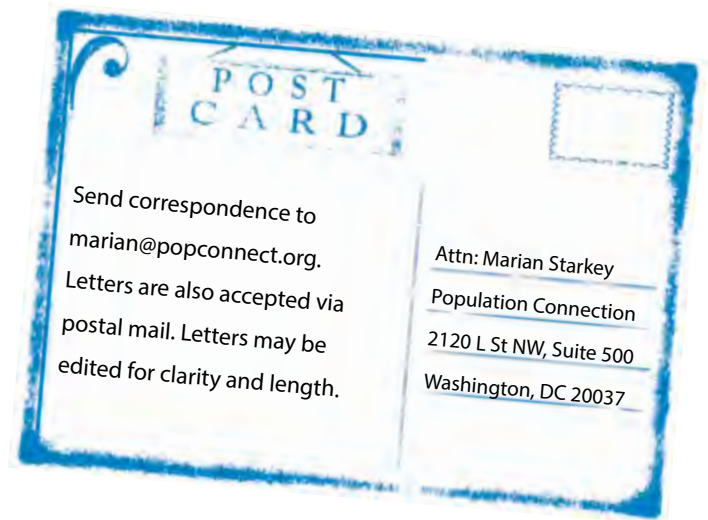 POST
CARD
Send correspondence to
marian@popconnect.org.
Letters are also accepted via
postal mail. Letters may be
edited for clarity and length.
Attn: Marian Starkey
Population Connection
2120 L St NW, Suite 500
Washington, DC 20037